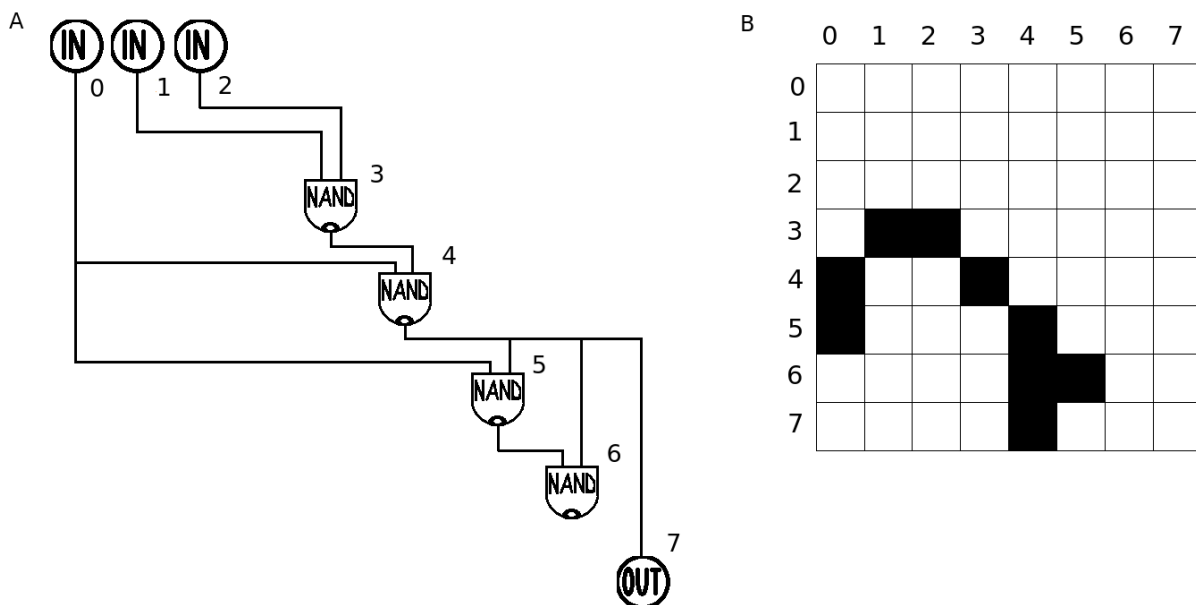 A
IN IN IN
0 1 2
NAND 3
NAND 4
NAND 5
NAND 6
OUT 7
B
0 1 2 3 4 5 6 7
0
1
2
3
4
5
6
7